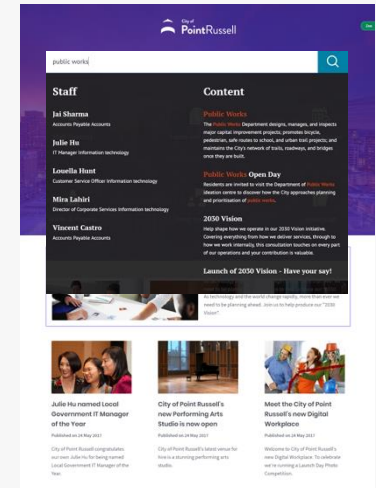 City of
PointRussell
public works
Staff
Jai Sharma
Accounts Payable Accounts
Julie Hu
IT Manager Information technology
Louella Hunt
Customer Service Officer Information technology
Mira Lahiri
Director of Corporate Services Information technology
Vincent Castro
Accounts Payable Accounts
Content
Public Works
The Public Works Department designs, manages, and inspects
major capital improvement projects; promotes bicycle,
pedestrian, safe routes to school, and urban trail projects; and
maintains the City's network of trails, roadways, and bridges
once they are built.
Public Works Open Day
Residents are invited to visit the Department of Public Works
ideation centre to discover how the City approaches planning
and prioritisation of public works.
2030 Vision
Help shape how we operate in our 2030 Vision initiative.
Covering everything from how we deliver services, through to
how we work internally, this consultation touches on every part
of our operations and your contribution is valuable.
Launch of 2030 Vision - Have your say!
As technology and the world change rapidly, more than ever we
need to be planning ahead. Join us to help produce our "2030
Vision".
Julie Hu named Local
Government IT Manager
of the Year
Published on 24 May 2017
City of Point Russell congratulates
our own Julie Hu for being named
Local Government IT Manager of the
Year.
City of Point Russell's
new Performing Arts
Studio is now open
Published on 24 May 2017
City of Point Russell's latest venue for
hire is a stunning performing arts
studio.
Meet the City of Point
Russell's new Digital
Workplace
Published on 24 May 2017
Welcome to City of Point Russell's
new Digital Workplace. To celebrate
we're running a Launch Day Photo
Competition.